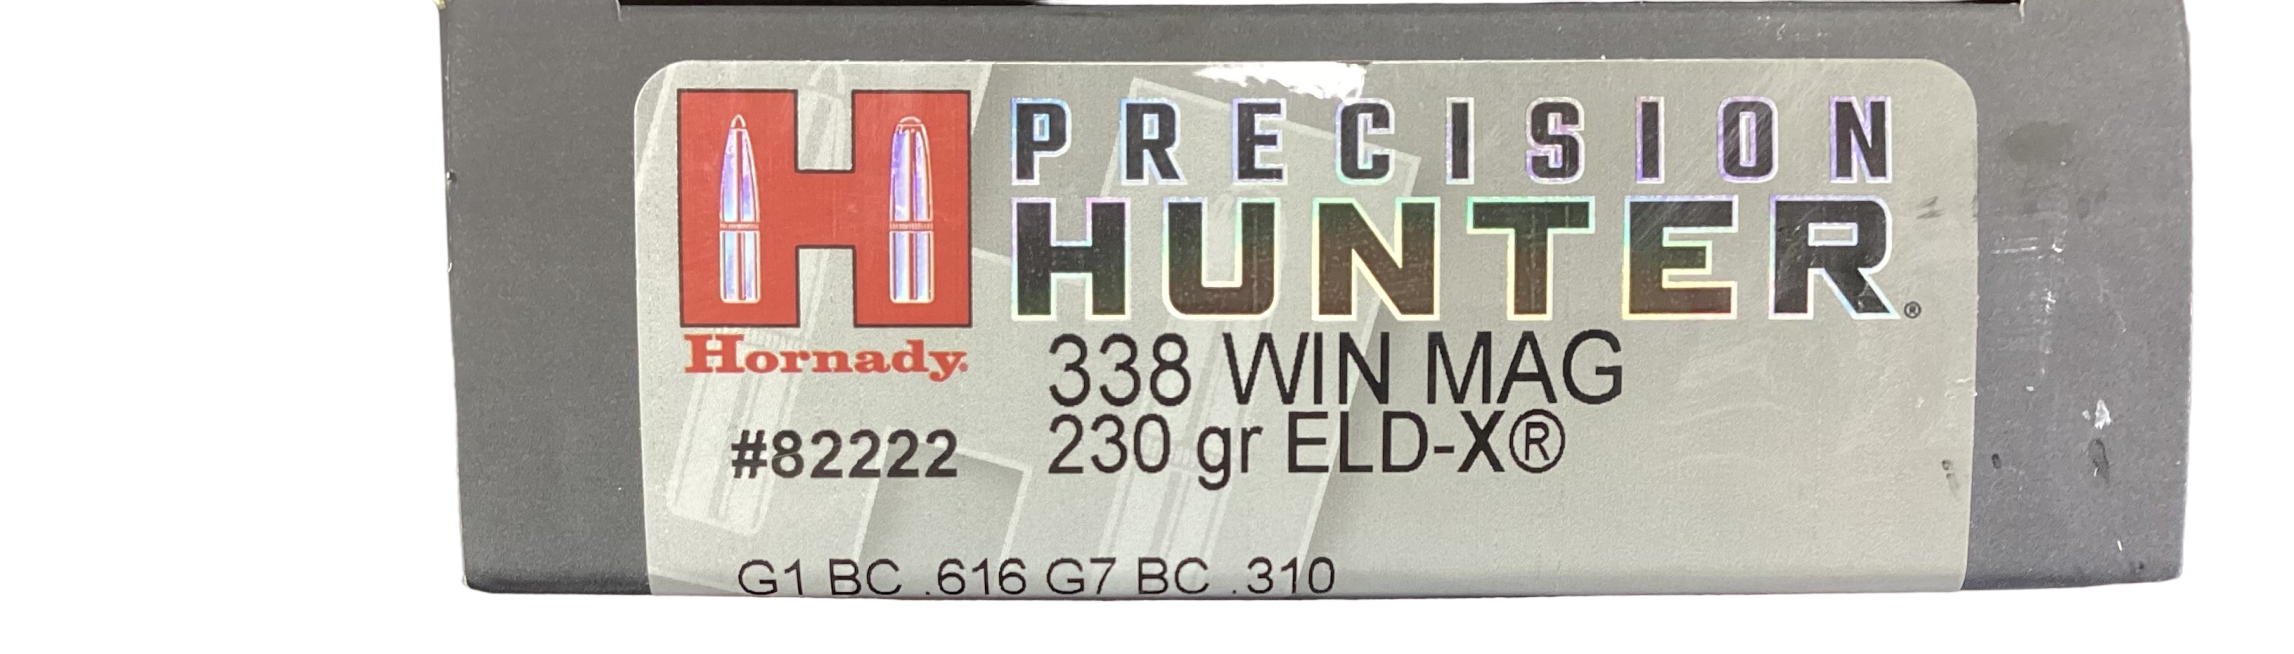 PRECISION
HUNTER®
Hornady.
338 WIN MAG
#82222
230 gr ELD-X®
G1 BC .616 G7 BC .310